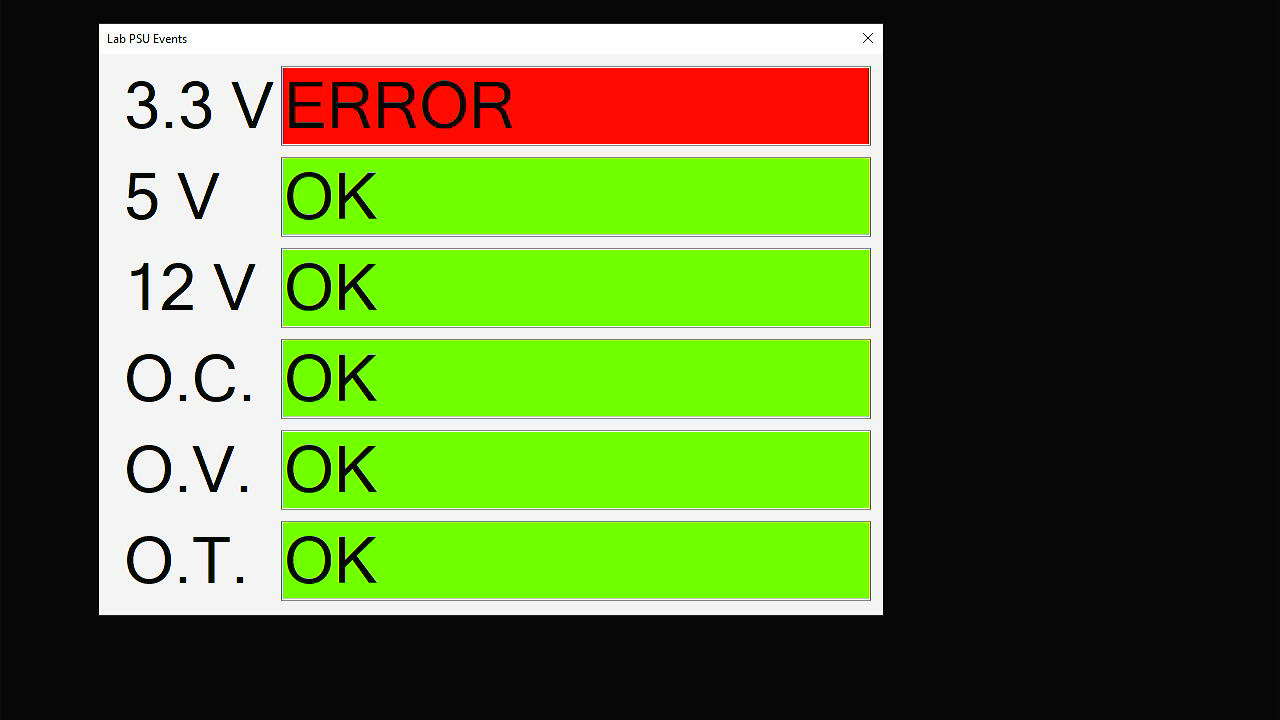 Lab PSU Events
3.3 V ERROR
5 V OK
12 V OK
O.C. OK
O.V. OK
O.T. OK